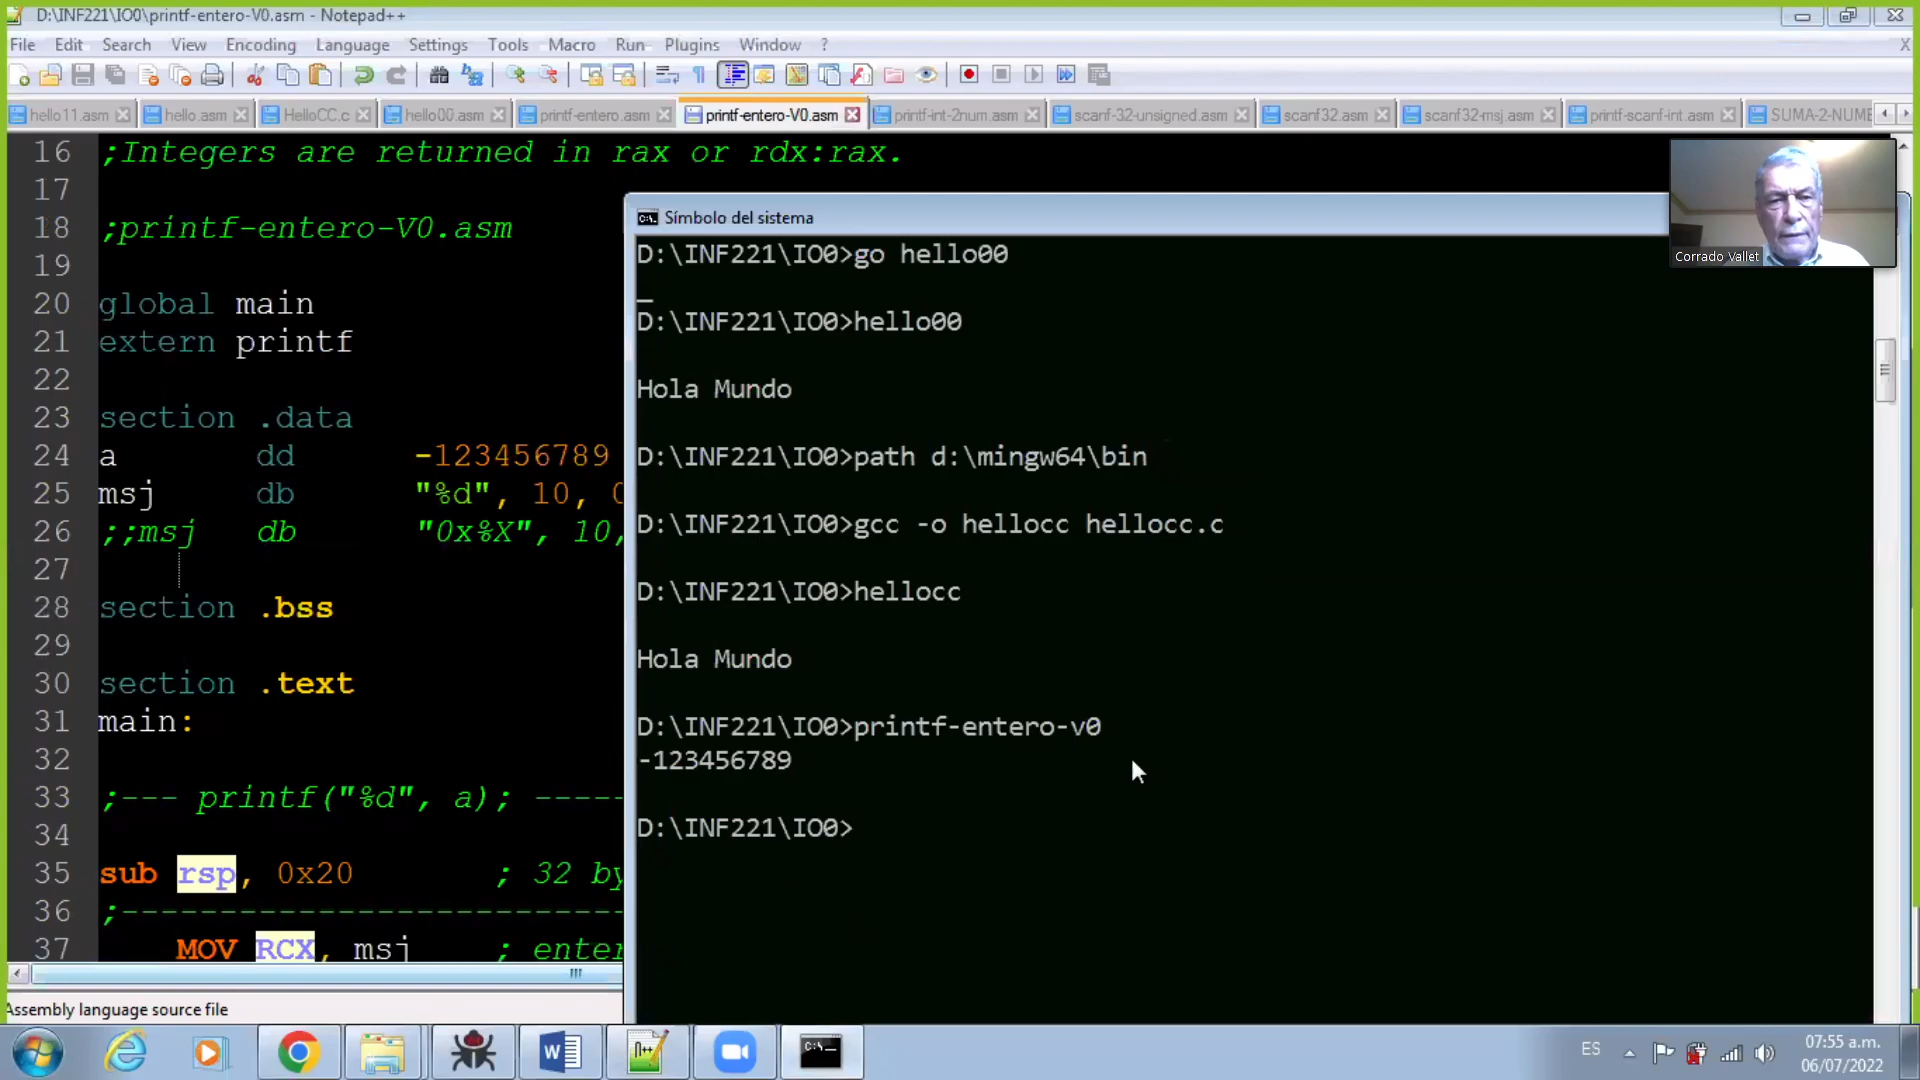 D:\INF221\IO0\printf-entero-V0.asm - Notepad++
File Edit Search View Encoding Language Settings Tools Macro Run Plugins Window ? X
hello11.asm hello.asm HelloCC.c hello00.asm printf-entero.asm printf-entero-V0.asm printf-int-2num.asm scanf-32-unsigned.asm scanf32.asm scanf32-msj.asm printf-scanf-int.asm SUMA-2-NUME
16 ;Integers are returned in rax or rdx:rax.
17
18 ;printf-entero-V0.asm
19
20 global main
21 extern printf
22
23 section .data
24 a dd -123456789
25 msj db "%d", 10,
26 ;;msj db "0x%X", 10,
27
28 section .bss
29
30 section .text
31 main:
32
33 ;--- printf("%d", a); -----
34
35 sub rsp, 0x20 ; 32 by
36 ;--------------------------
37 MOV RCX, msj ; enter
Assembly language source file
Símbolo del sistema
D:\INF221\IO0>go hello00
_
D:\INF221\IO0>hello00
Hola Mundo
D:\INF221\IO0>path d:\mingw64\bin
D:\INF221\IO0>gcc -o hellocc hellocc.c
D:\INF221\IO0>hellocc
Hola Mundo
D:\INF221\IO0>printf-entero-v0
-123456789
D:\INF221\IO0>
Corrado Vallet
ES
07:55 a.m.
06/07/2022